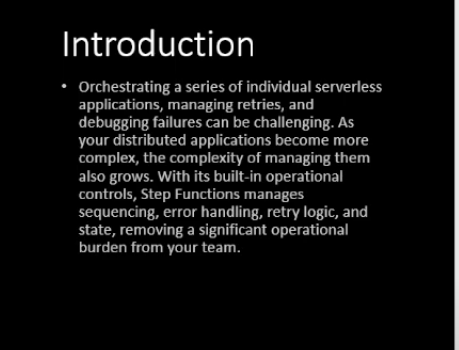 Introduction
• Orchestrating a series of individual serverless
applications, managing retries, and
debugging failures can be challenging. As
your distributed applications become more
complex, the complexity of managing them
also grows. With its built-in operational
controls, Step Functions manages
sequencing, error handling, retry logic, and
state, removing a significant operational
burden from your team.